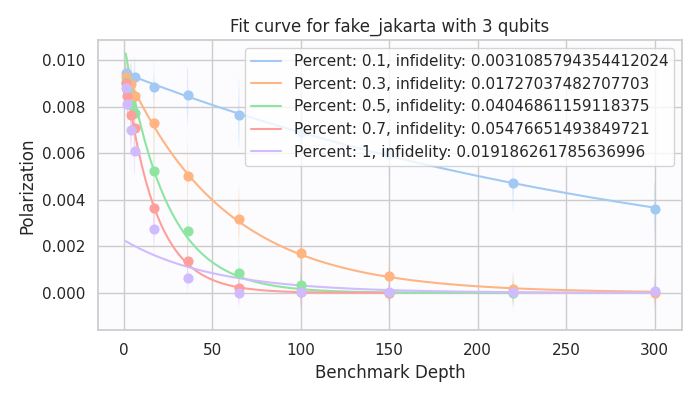 Fit curve for fake_jakarta with 3 qubits
Percent: 0.1, infidelity: 0.0031085794354412024
Percent: 0.3, infidelity: 0.01727037482707703
Percent: 0.5, infidelity: 0.04046861159118375
Percent: 0.7, infidelity: 0.05476651493849721
Percent: 1, infidelity: 0.019186261785636996
Polarization
0.010
0.008
0.006
0.004
0.002
0.000
0
50
100
150
200
250
300
Benchmark Depth